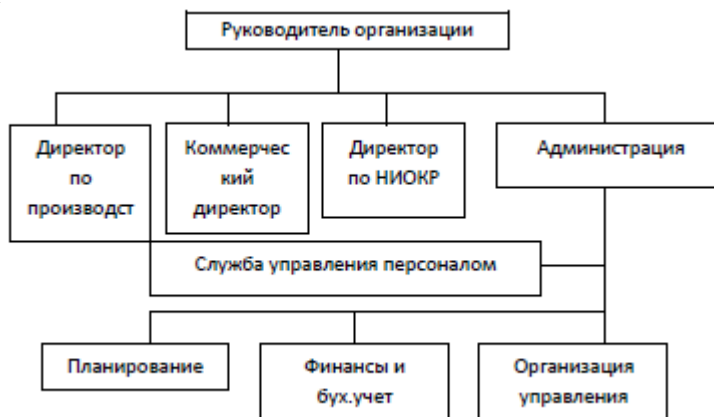 Руководитель организации
Директор
по
производст
Коммерчес
кий
директор
Директор
по НИОКР
Администрация
Служба управления персоналом
Планирование
Финансы и
бух.учет
Организация
управления